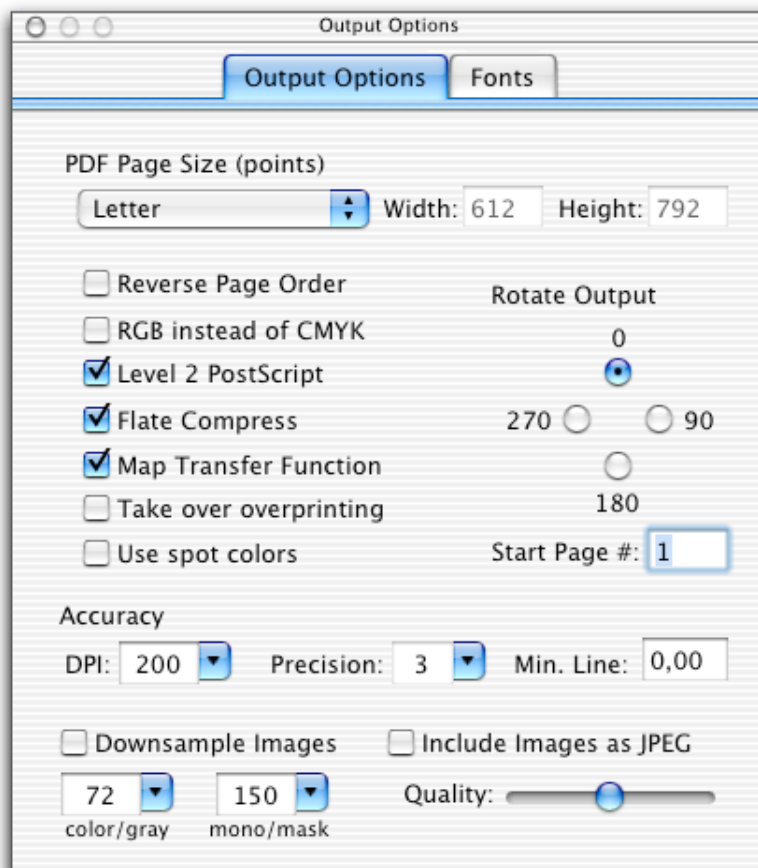 Output Options
Output Options Fonts
PDF Page Size (points)
Letter Width: 612 Height: 792
Reverse Page Order
Rotate Output
RGB instead of CMYK
0
Level 2 PostScript
Flate Compress
270 90
Map Transfer Function
Take over overprinting
180
Use spot colors
Start Page #: 1
Accuracy
DPI: 200 Precision: 3 Min. Line: 0,00
Downsample Images Include Images as JPEG
72 150 Quality:
color/gray mono/mask